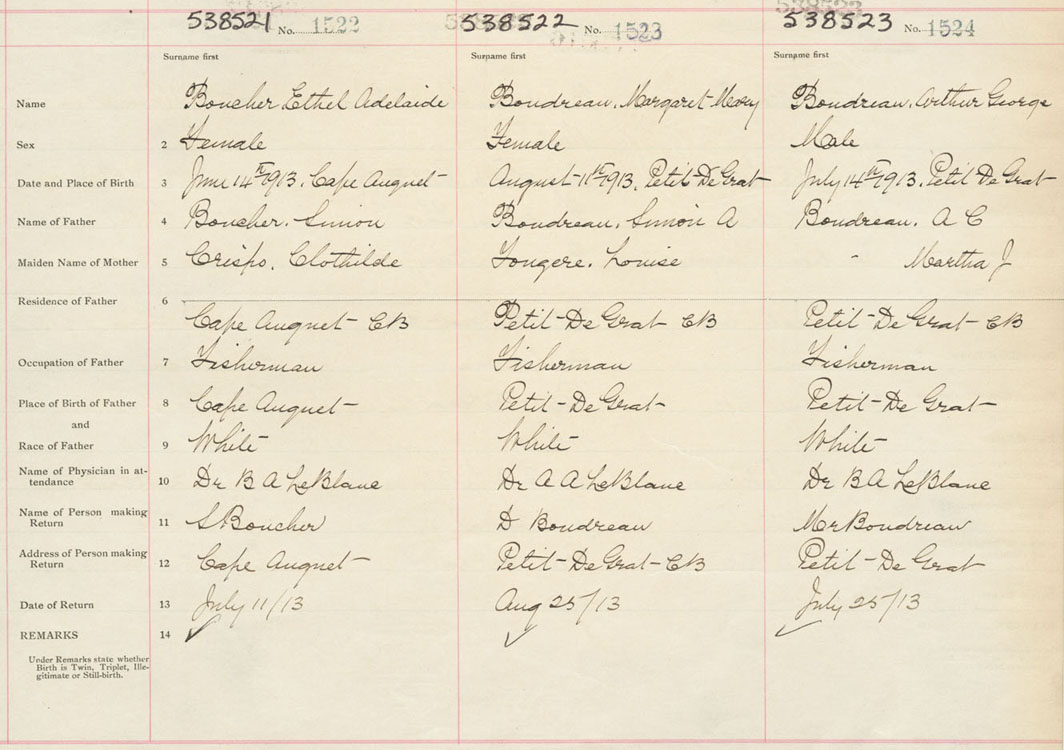 538521 No. 1522 538522 No. 1523 538523 No. 1524
Surname first Surname first Surname first
Name Boucher Ethel Adelaide Boudreau, Margaret Mary Boudreau, Arthur George
Sex 2 Female Female Male
Date and Place of Birth 3 June 14th 1913. Cape Auguet August 11th 1913, Petit De Grat July 14th 1913. Petit De Grat
Name of Father 4 Boucher. Simon Boudreau, Simon A Boudreau. A C
Maiden Name of Mother 5 Crispo, Clothilde Fougere. Louise " Martha J
Residence of Father 6
Cape Auguet - CB Petit-De Grat CB Petit-De Grat-CB
Occupation of Father 7 Fisherman Fisherman Fisherman
Place of Birth of Father 8 Cape Auguet Petit-De Grat Petit-De Grat
and
Race of Father 9 White White White
Name of Physician in at-
tendance 10 Dr B A LeBlanc Dr A A LeBlanc Dr B A LeBlanc
Name of Person making
Return 11 S Boucher D Boudreau Mr Boudreau
Address of Person making
Return 12 Cape Auguet Petit-De Grat-CB Petit-De Grat
Date of Return 13 July 11/13 Aug 25/13 July 25/13
REMARKS 14 ✓ ✓ ✓
Under Remarks state whether
Birth is Twin, Triplet, Ille-
gitimate or Still-birth.